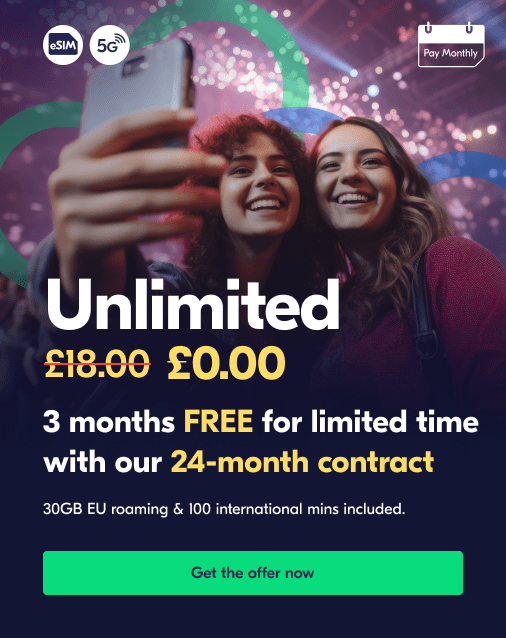 eSIM
5G
Pay Monthly
Unlimited
£18.00 £0.00
3 months FREE for limited time
with our 24-month contract
30GB EU roaming & 100 international mins included.
Get the offer now